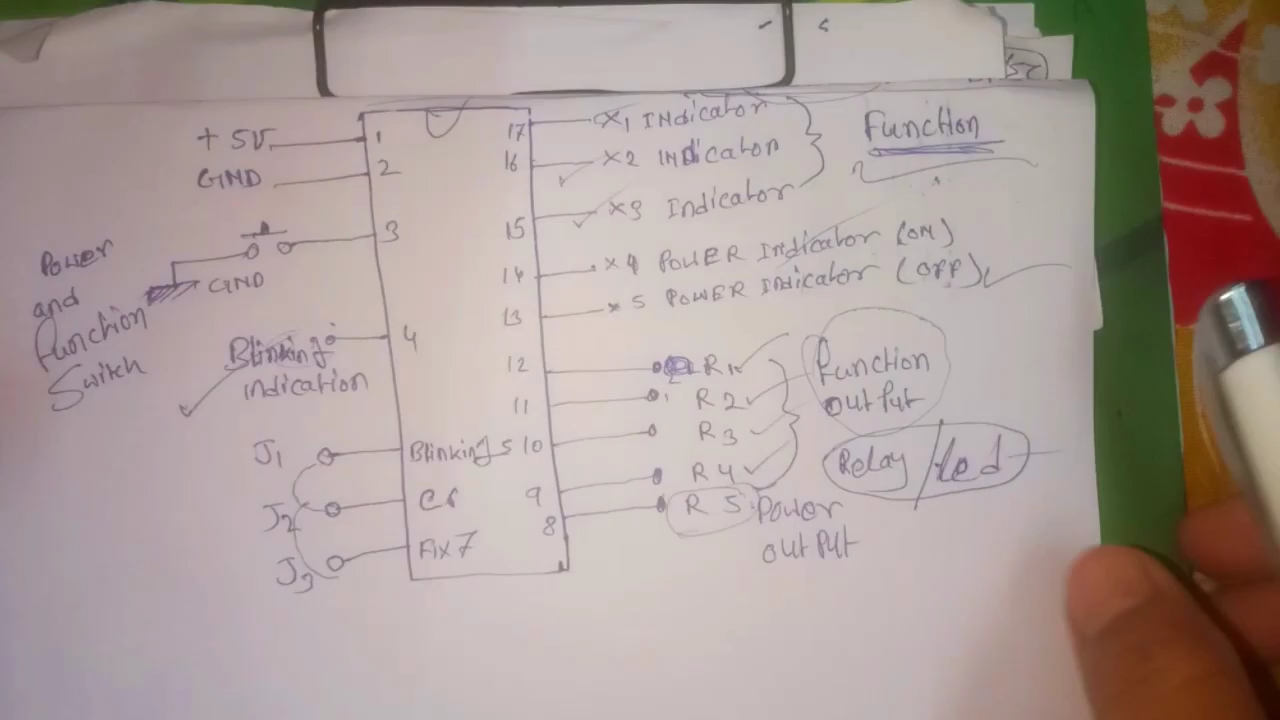 + 5V
GND
Power
and
Function
Switch
GND
Blinking
indication
J1
J2
J3
1
2
3
4
Blinking 5
C6
Fix 7
17
16
15
14
13
12
11
10
9
8
X1 INdicator
X2 INDicator
X3 Indicator
X4 POWER Indicator (ON)
X5 POWER Indicator (OFF)
Function
R1
R2
R3
R4
R5 Power
output
Function
output
Relay/led